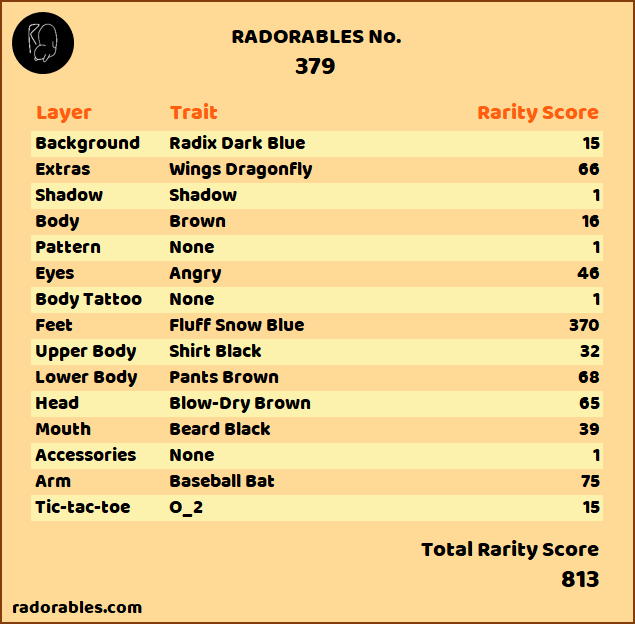 RADORABLES No.
379
Layer Trait Rarity Score
Background Radix Dark Blue 15
Extras Wings Dragonfly 66
Shadow Shadow 1
Body Brown 16
Pattern None 1
Eyes Angry 46
Body Tattoo None 1
Feet Fluff Snow Blue 370
Upper Body Shirt Black 32
Lower Body Pants Brown 68
Head Blow-Dry Brown 65
Mouth Beard Black 39
Accessories None 1
Arm Baseball Bat 75
Tic-tac-toe O_2 15
Total Rarity Score
813
radorables.com